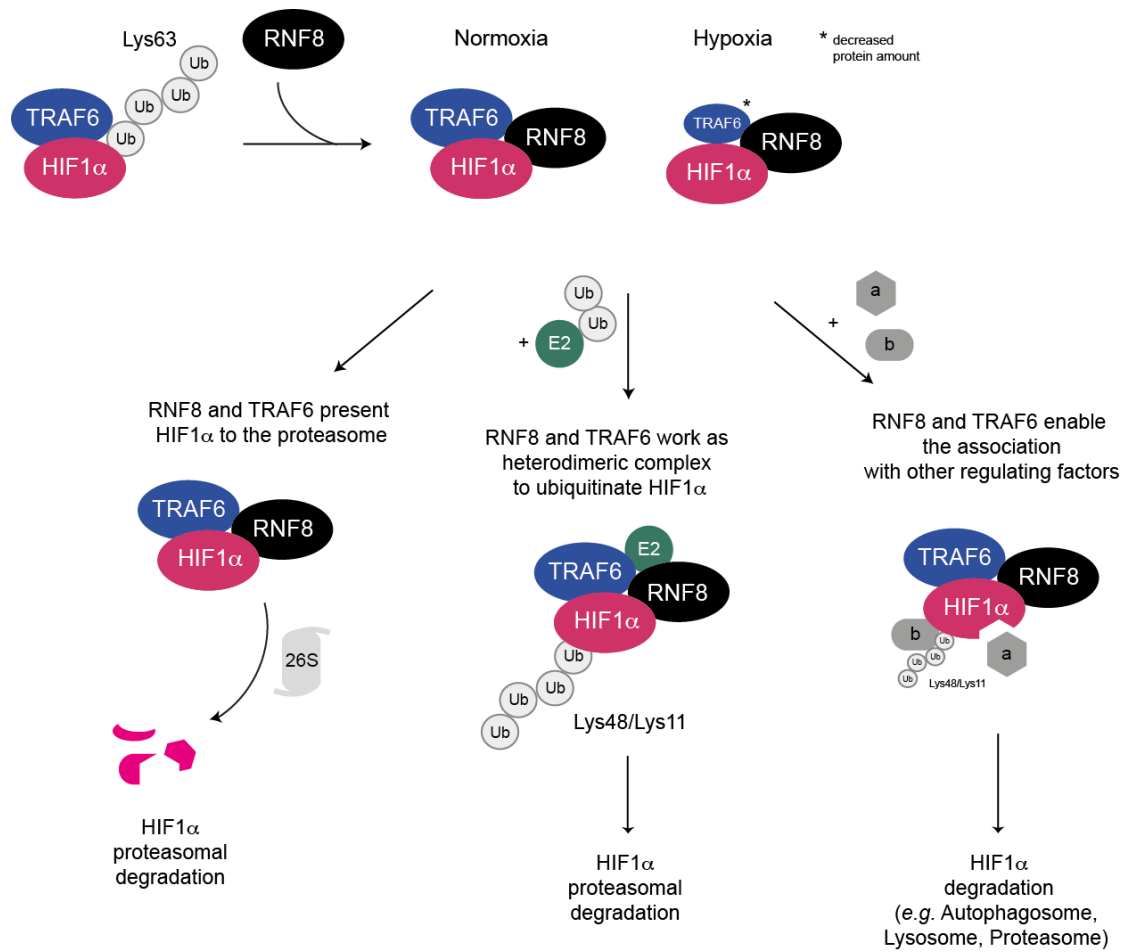 Lys63
RNF8
Ub
Ub
Ub
Ub
TRAF6
HIF1α
Normoxia
TRAF6
RNF8
HIF1α
Hypoxia
* decreased
protein amount
TRAF6
*
RNF8
HIF1α
Ub
Ub
+ E2
a
+
b
RNF8 and TRAF6 present
HIF1α to the proteasome
TRAF6
RNF8
HIF1α
26S
HIF1α
proteasomal
degradation
RNF8 and TRAF6 work as
heterodimeric complex
to ubiquitinate HIF1α
E2
TRAF6
RNF8
HIF1α
Ub
Ub
Ub
Ub
Lys48/Lys11
HIF1α
proteasomal
degradation
RNF8 and TRAF6 enable
the association
with other regulating factors
TRAF6
RNF8
HIF1α
b
Ub
Ub
Ub
Ub
a
Lys48/Lys11
HIF1α
degradation
(e.g. Autophagosome,
Lysosome, Proteasome)